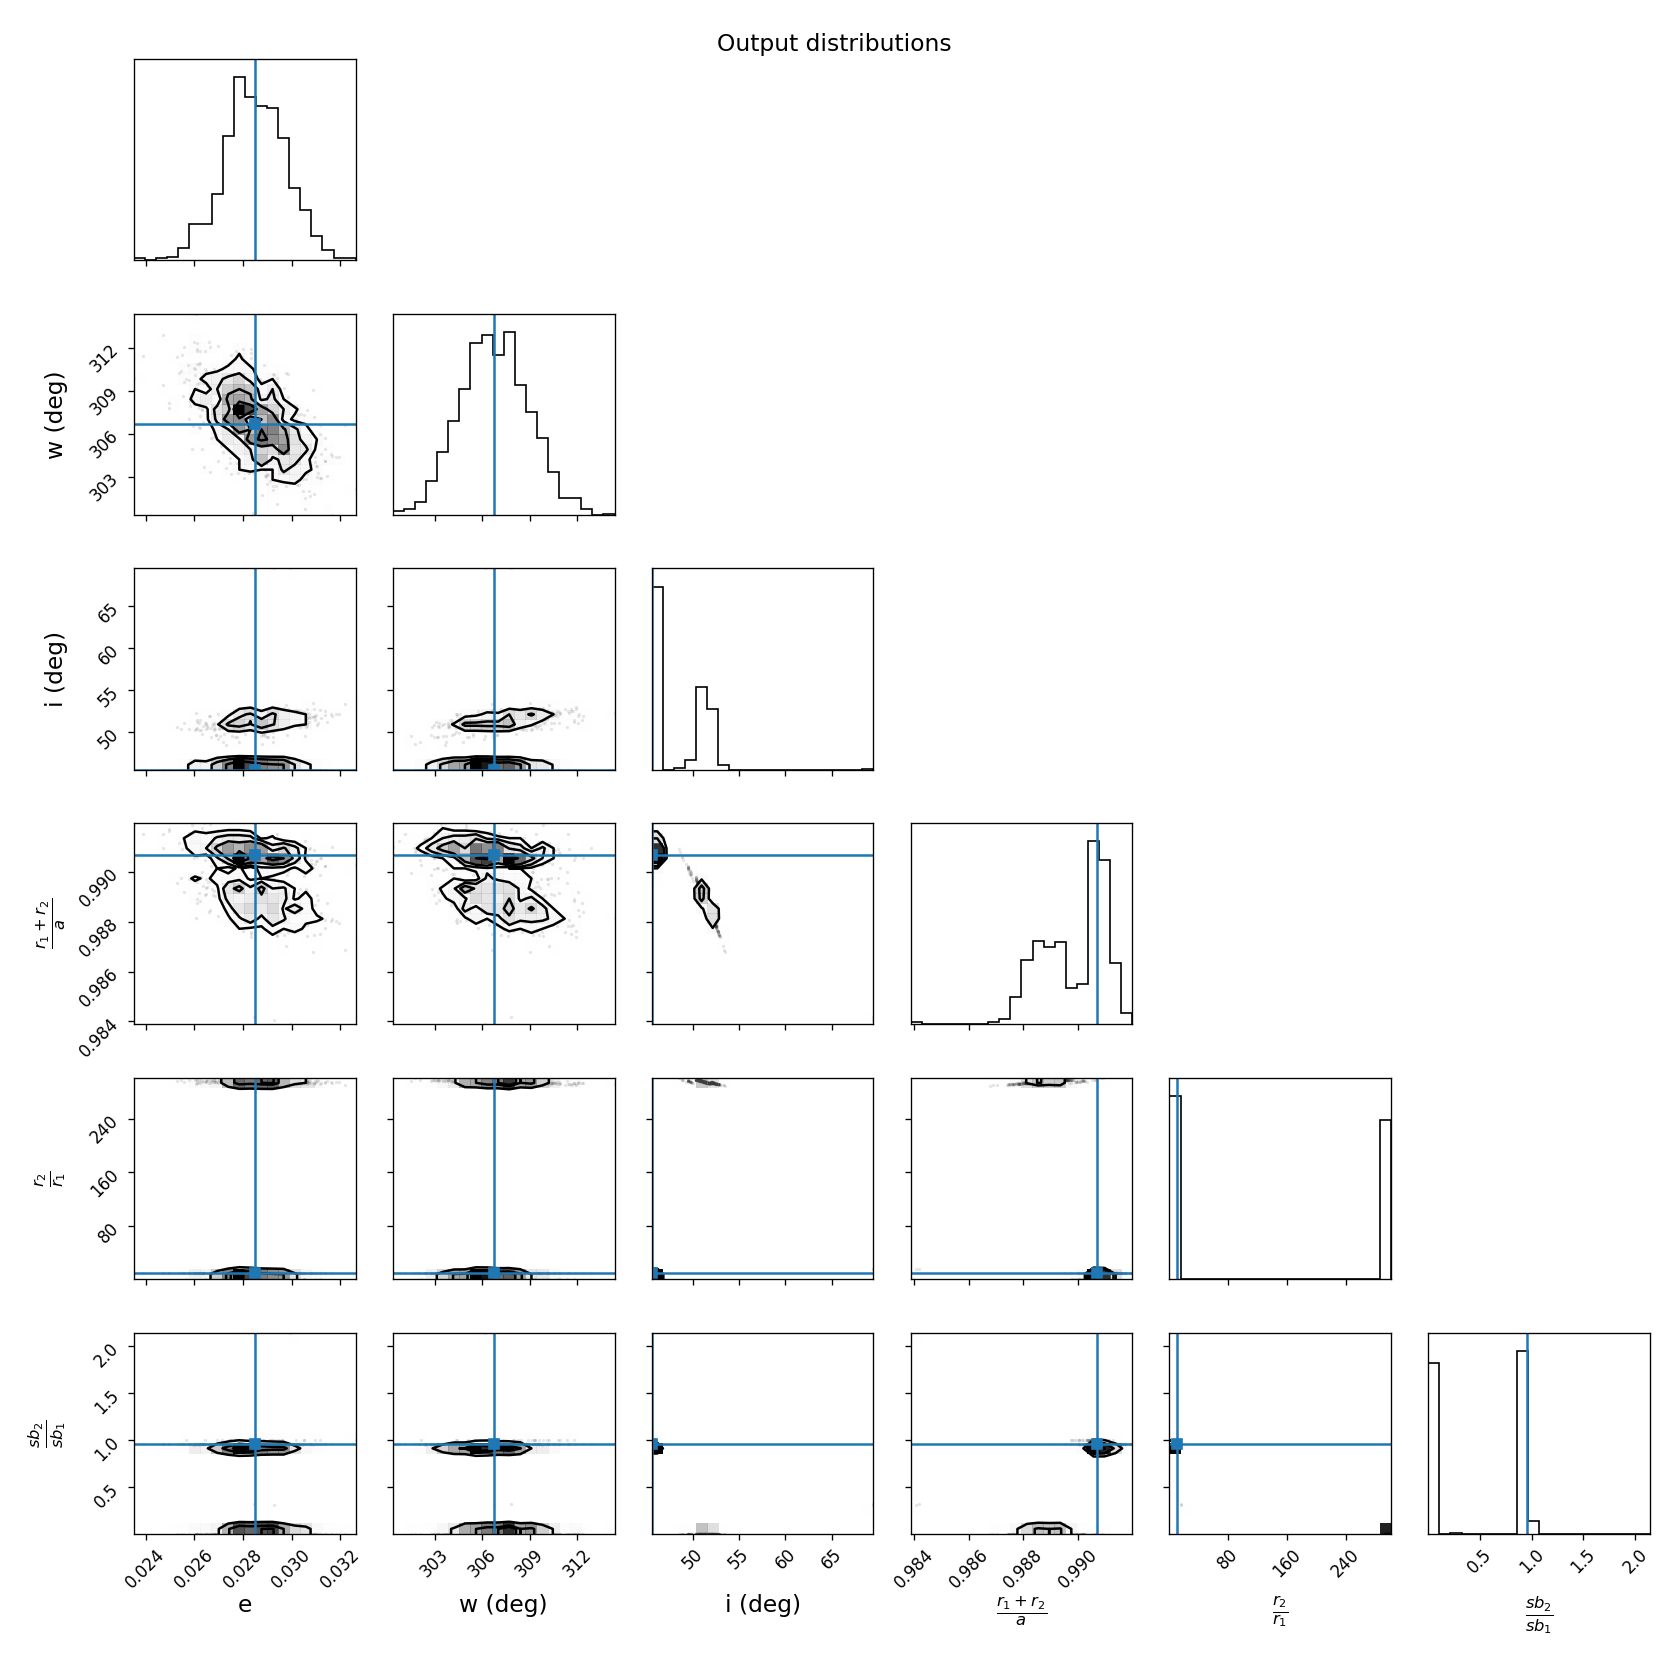 Output distributions
w (deg)
312
309
306
303
i (deg)
65
60
55
50
r₁ + r₂
a
0.990
0.988
0.986
0.984
r₂
r₁
240
160
80
sb₂
sb₁
2.0
1.5
1.0
0.5
0.024 0.026 0.028 0.030 0.032
303 306 309 312
50 55 60 65
0.984 0.986 0.988 0.990
80 160 240
0.5 1.0 1.5 2.0
e
w (deg)
i (deg)
r₁ + r₂
a
r₂
r₁
sb₂
sb₁